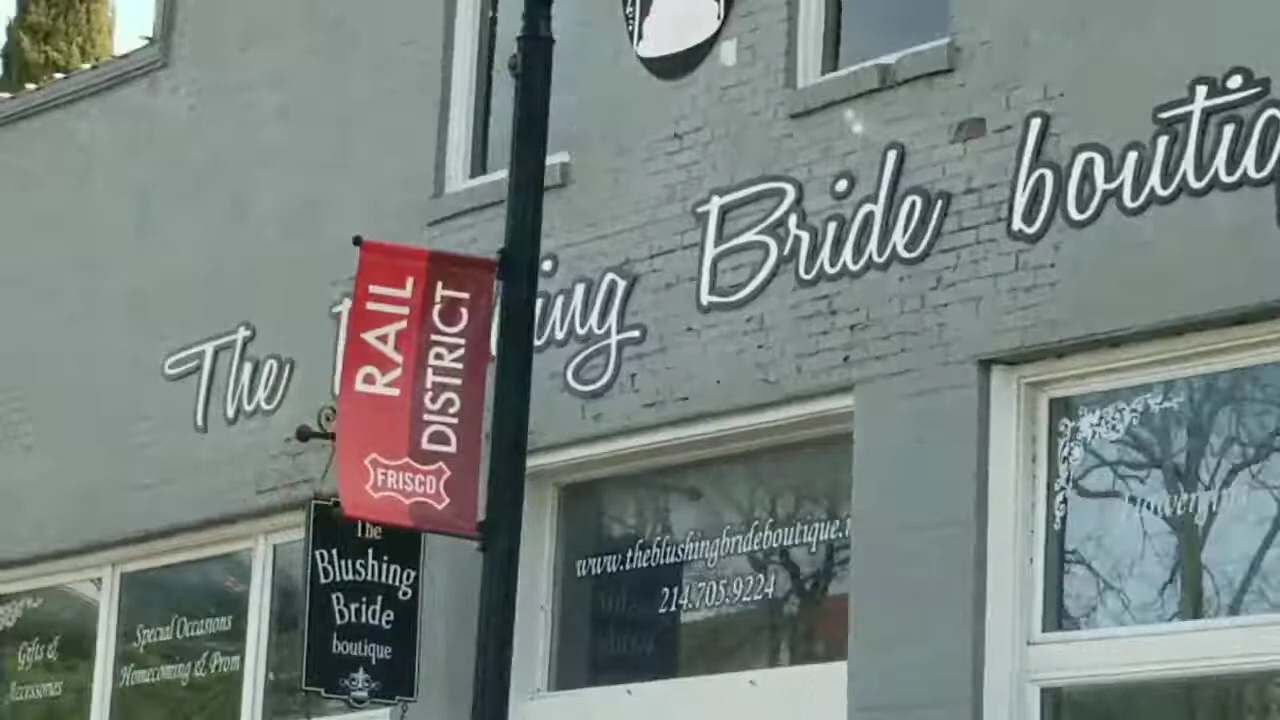 The
ing Bride boutiq
RAIL
DISTRICT
FRISCO
The
Blushing
Bride
boutique
www.theblushingbrideboutique.
214.705.9224
Special Occasions
Homecoming & Prom
Gifts &
Accessories